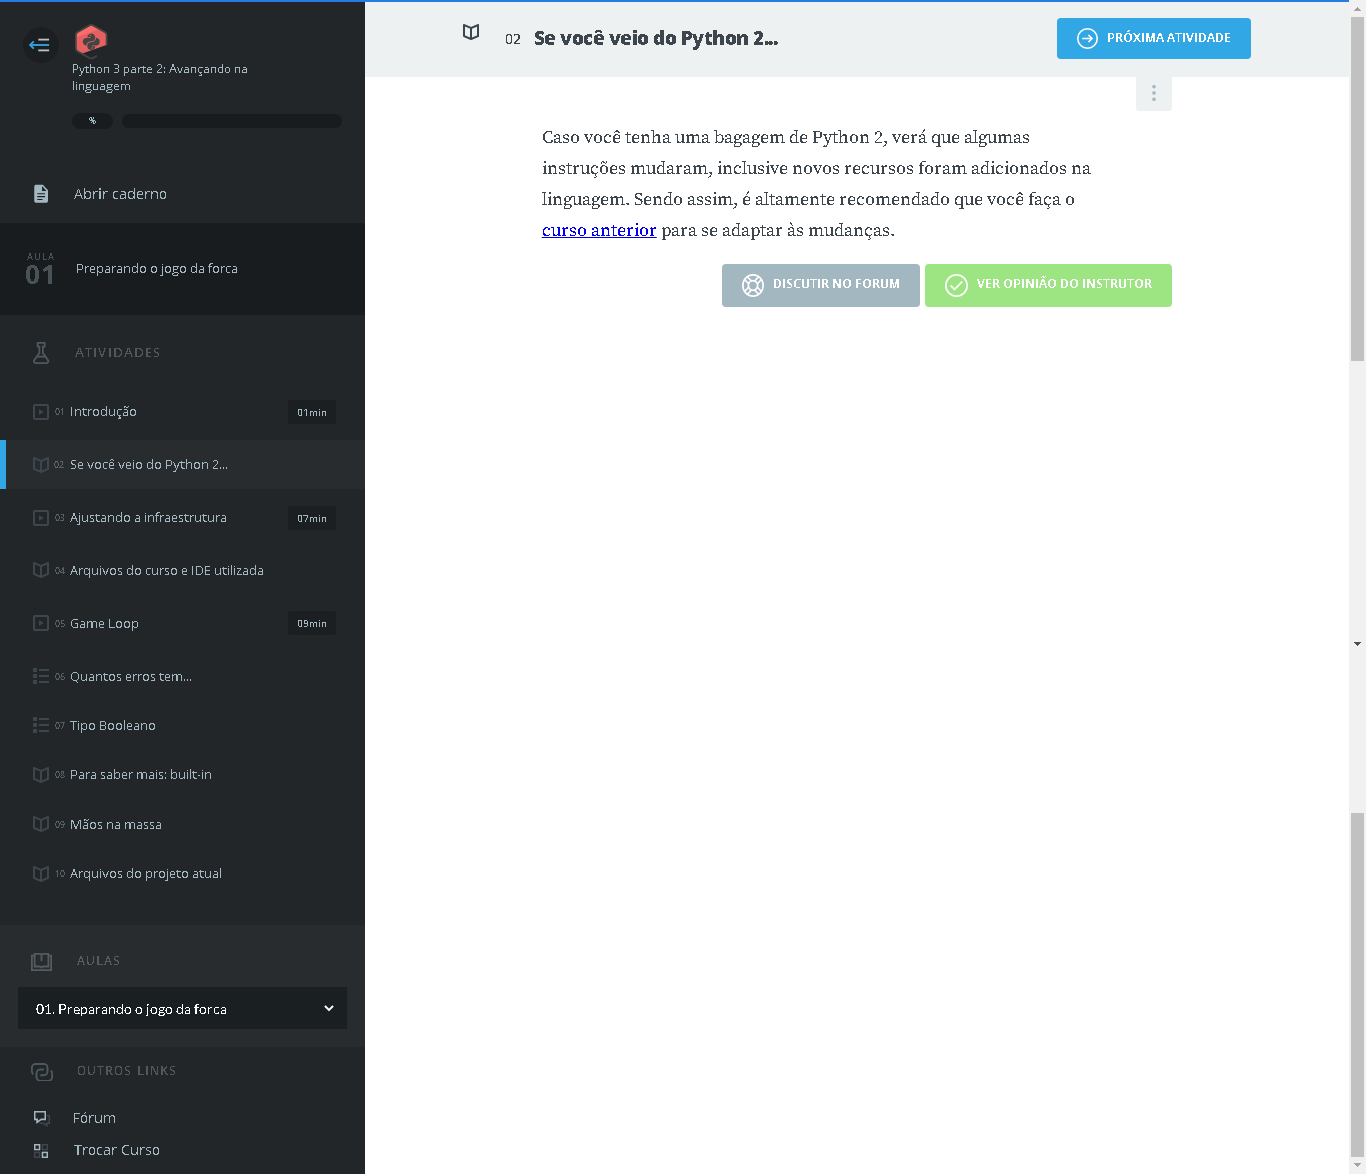 Python 3 parte 2: Avançando na
linguagem
%
Abrir caderno
AULA
01
Preparando o jogo da forca
ATIVIDADES
01 Introdução 01min
02 Se você veio do Python 2...
03 Ajustando a infraestrutura 07min
04 Arquivos do curso e IDE utilizada
05 Game Loop 09min
06 Quantos erros tem...
07 Tipo Booleano
08 Para saber mais: built-in
09 Mãos na massa
10 Arquivos do projeto atual
AULAS
01. Preparando o jogo da forca
OUTROS LINKS
Fórum
Trocar Curso
02 Se você veio do Python 2...
PRÓXIMA ATIVIDADE
Caso você tenha uma bagagem de Python 2, verá que algumas
instruções mudaram, inclusive novos recursos foram adicionados na
linguagem. Sendo assim, é altamente recomendado que você faça o
curso anterior para se adaptar às mudanças.
DISCUTIR NO FORUM
VER OPINIÃO DO INSTRUTOR